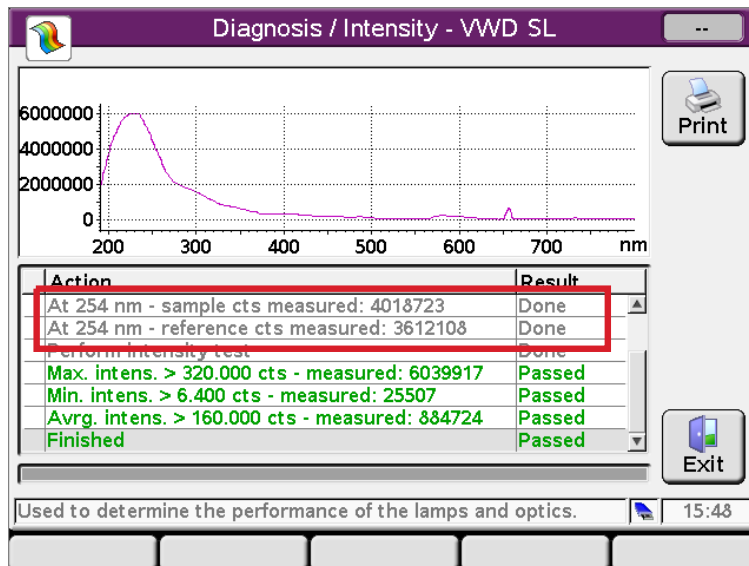 Diagnosis / Intensity - VWD SL
--
Print
6000000
4000000
2000000
0
200 300 400 500 600 700 nm
Action Result
At 254 nm - sample cts measured: 4018723 Done
At 254 nm - reference cts measured: 3612108 Done
Perform intensity test Done
Max. intens. > 320.000 cts - measured: 6039917 Passed
Min. intens. > 6.400 cts - measured: 25507 Passed
Avrg. intens. > 160.000 cts - measured: 884724 Passed
Finished Passed
Exit
Used to determine the performance of the lamps and optics. 15:48